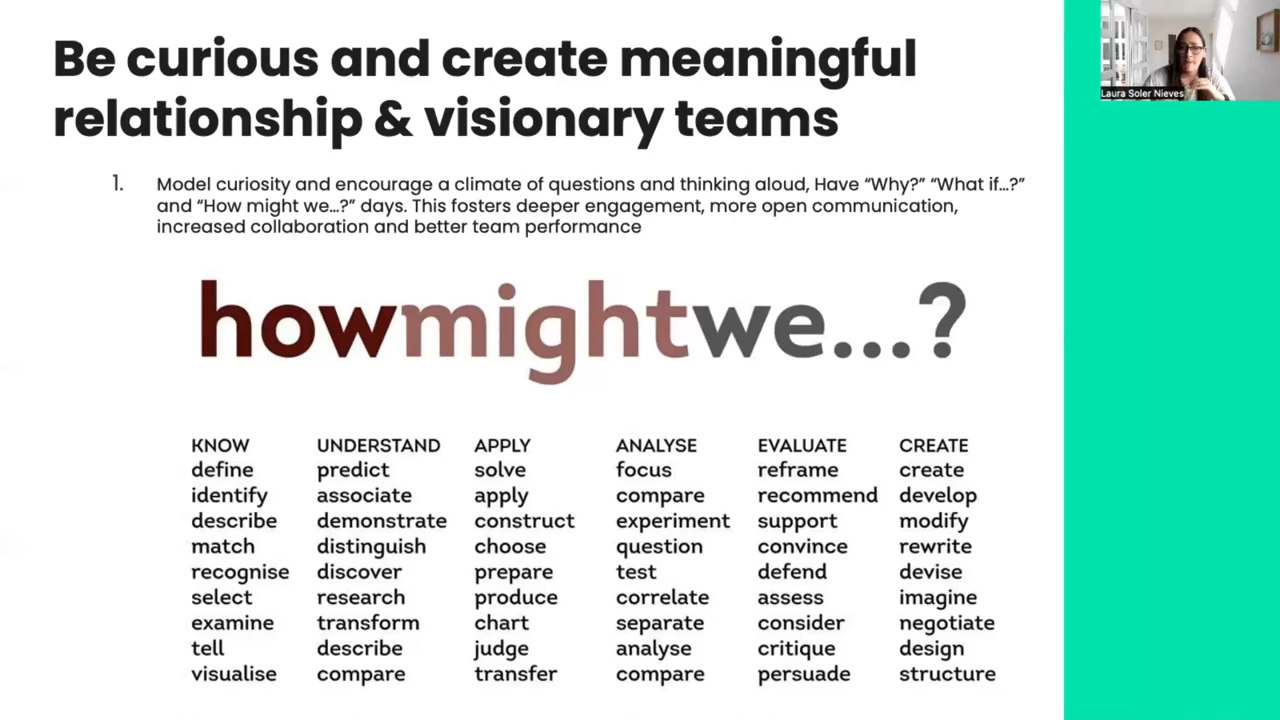 Be curious and create meaningful
relationship & visionary teams
1. Model curiosity and encourage a climate of questions and thinking aloud, Have “Why?” “What if…?”
and “How might we…?” days. This fosters deeper engagement, more open communication,
increased collaboration and better team performance
howmightwe...?
KNOW UNDERSTAND APPLY ANALYSE EVALUATE CREATE
define predict solve focus reframe create
identify associate apply compare recommend develop
describe demonstrate construct experiment support modify
match distinguish choose question convince rewrite
recognise discover prepare test defend devise
select research produce correlate assess imagine
examine transform chart separate consider negotiate
tell describe judge analyse critique design
visualise compare transfer compare persuade structure
Laura Soler Nieves